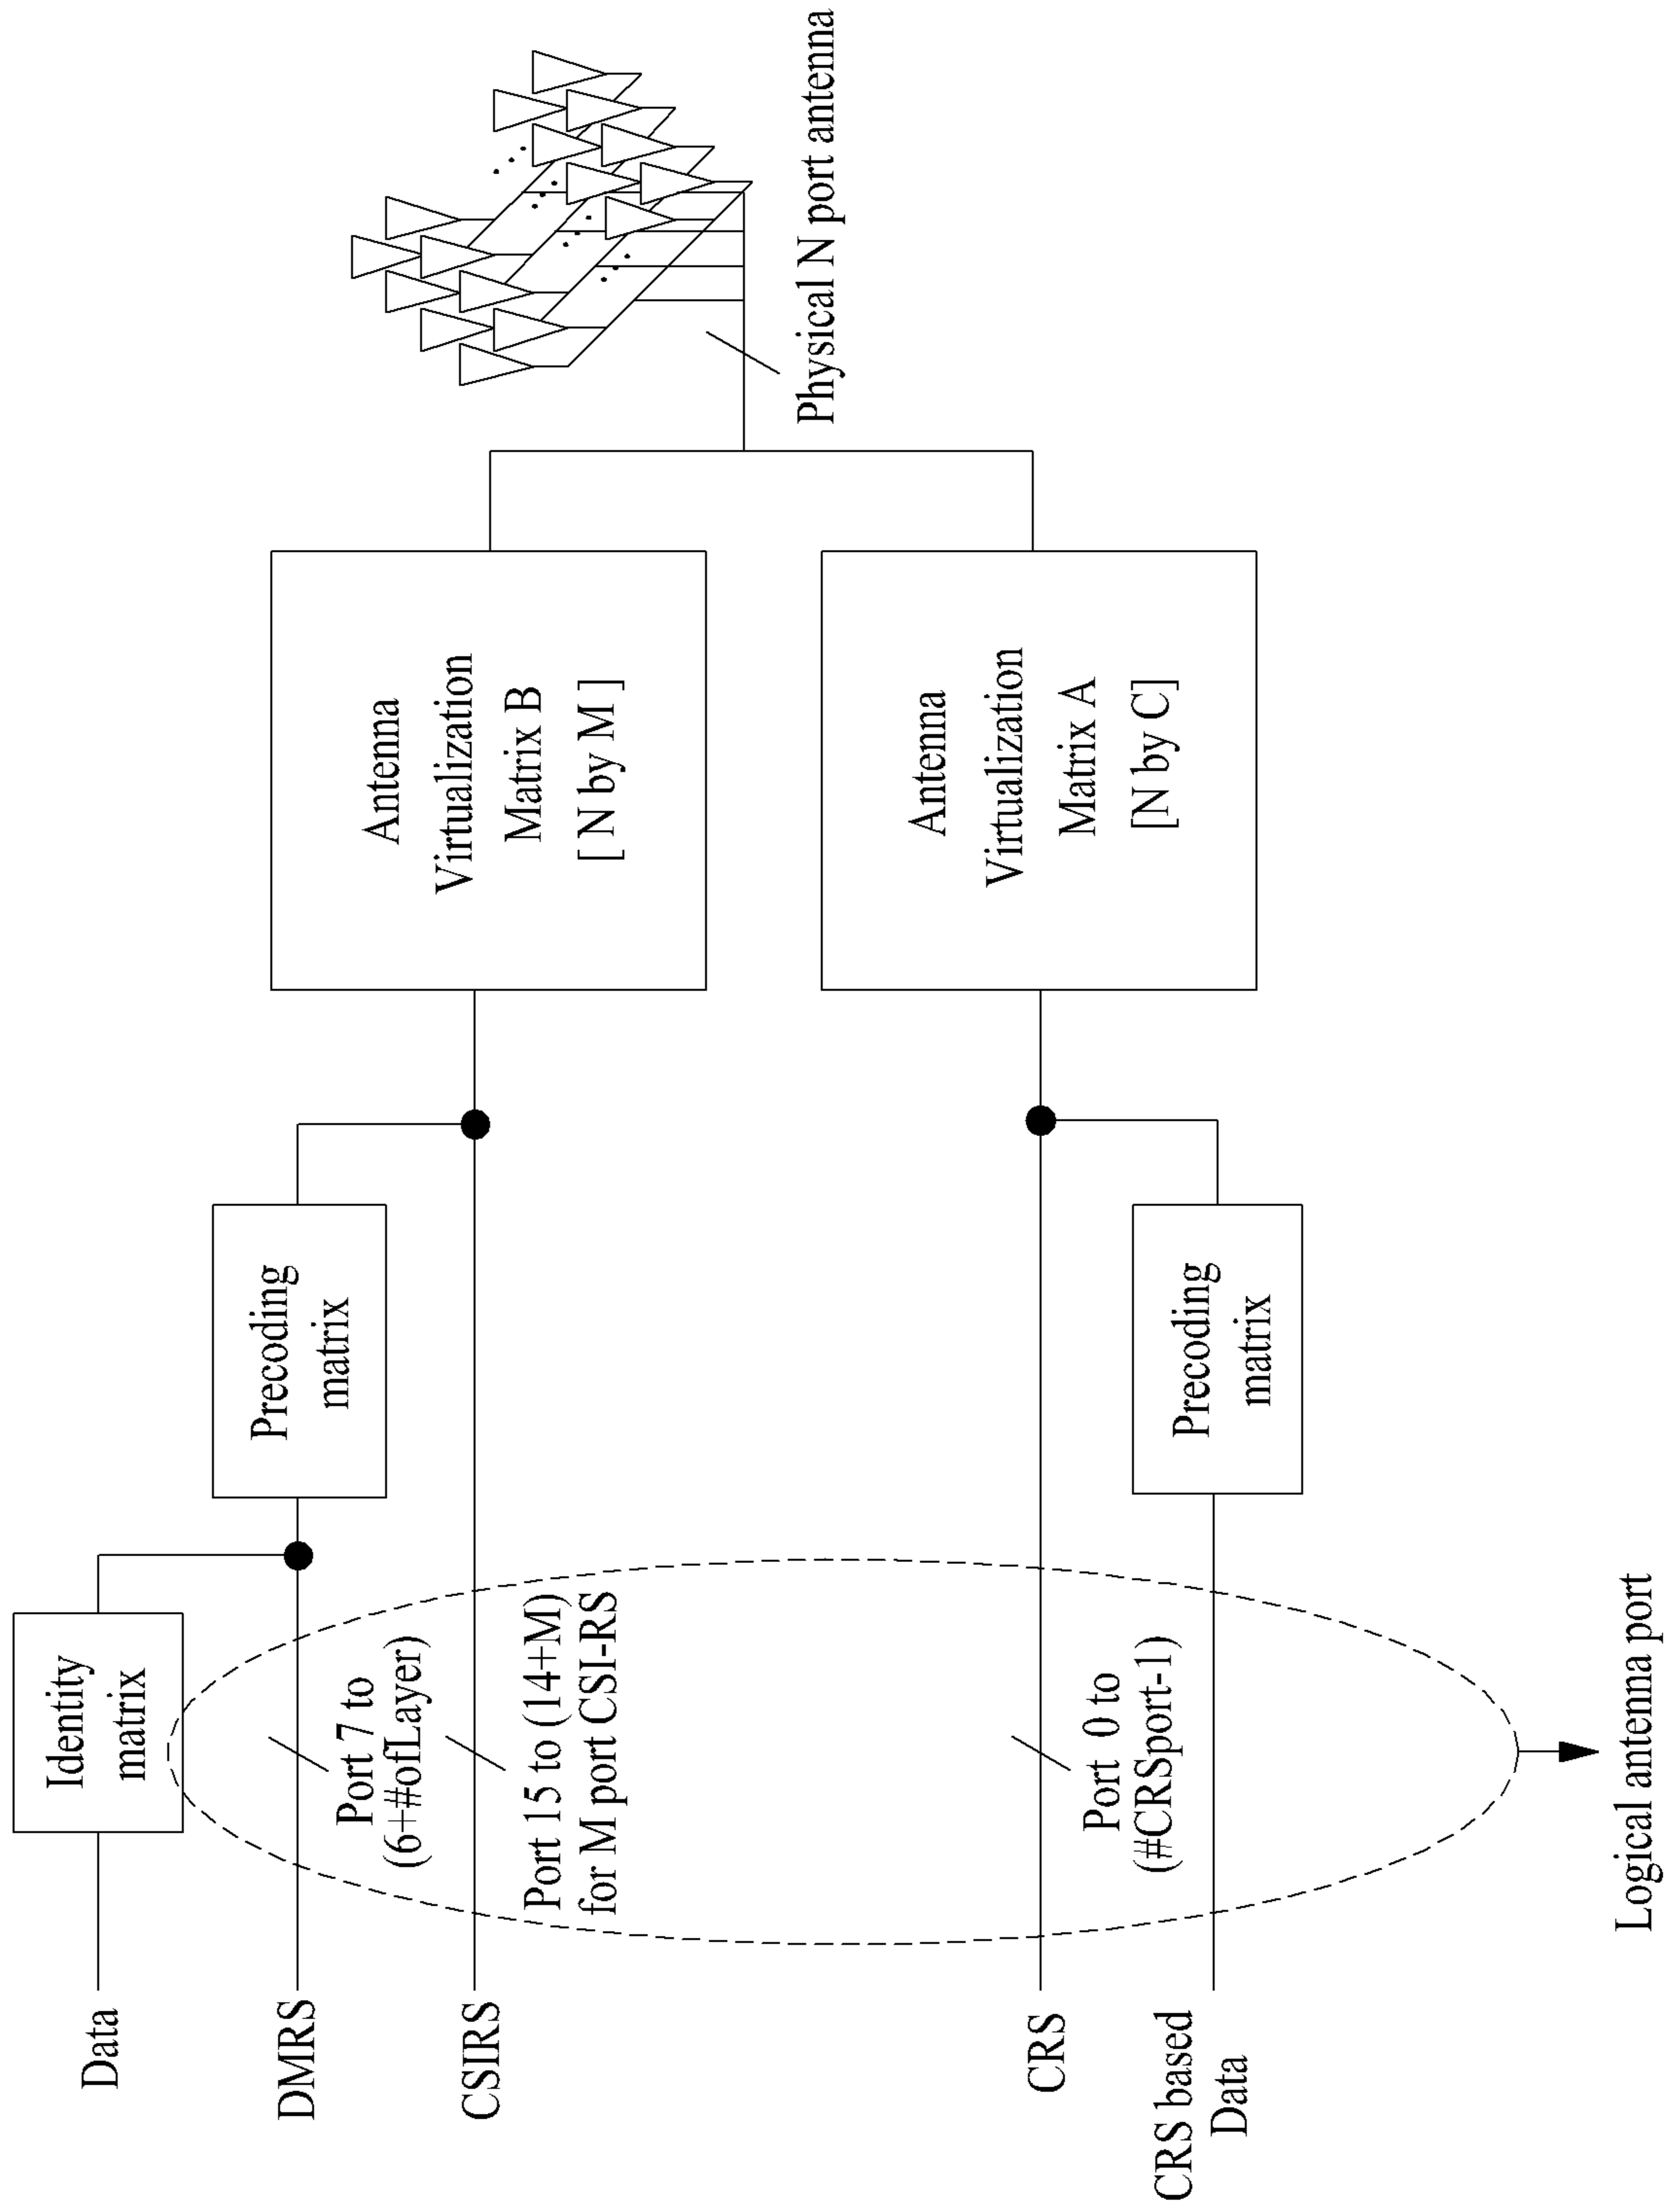 Data
Identity
matrix
DMRS
Port 7 to
(6+#ofLayer)
Precoding
matrix
CSIRS
Port 15 to (14+M)
for M port CSI-RS
Antenna
Virtualization
Matrix B
[ N by M ]
Physical N port antenna
CRS
Port 0 to
(#CRSport-1)
Antenna
Virtualization
Matrix A
[N by C]
CRS based
Data
Precoding
matrix
Logical antenna port